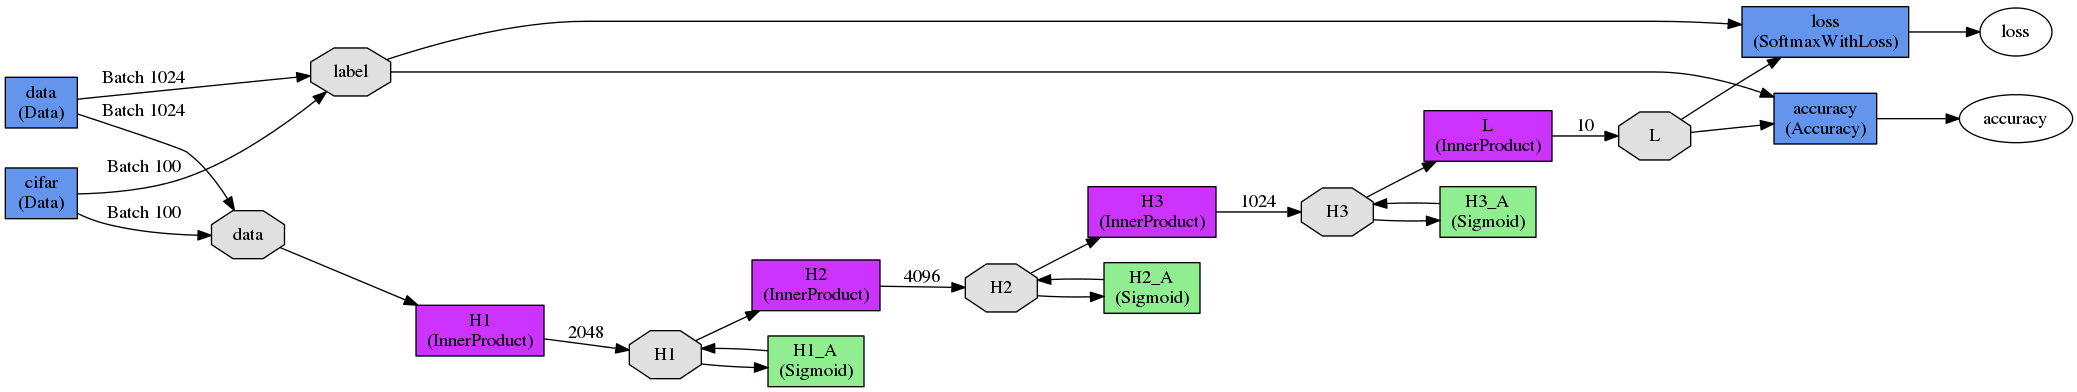 data
(Data)
Batch 1024
Batch 1024
cifar
(Data)
Batch 100
Batch 100
label
data
H1
(InnerProduct)
2048
H1
H1_A
(Sigmoid)
H2
(InnerProduct)
4096
H2
H2_A
(Sigmoid)
H3
(InnerProduct)
1024
H3
H3_A
(Sigmoid)
L
(InnerProduct)
10
L
loss
(SoftmaxWithLoss)
loss
accuracy
(Accuracy)
accuracy